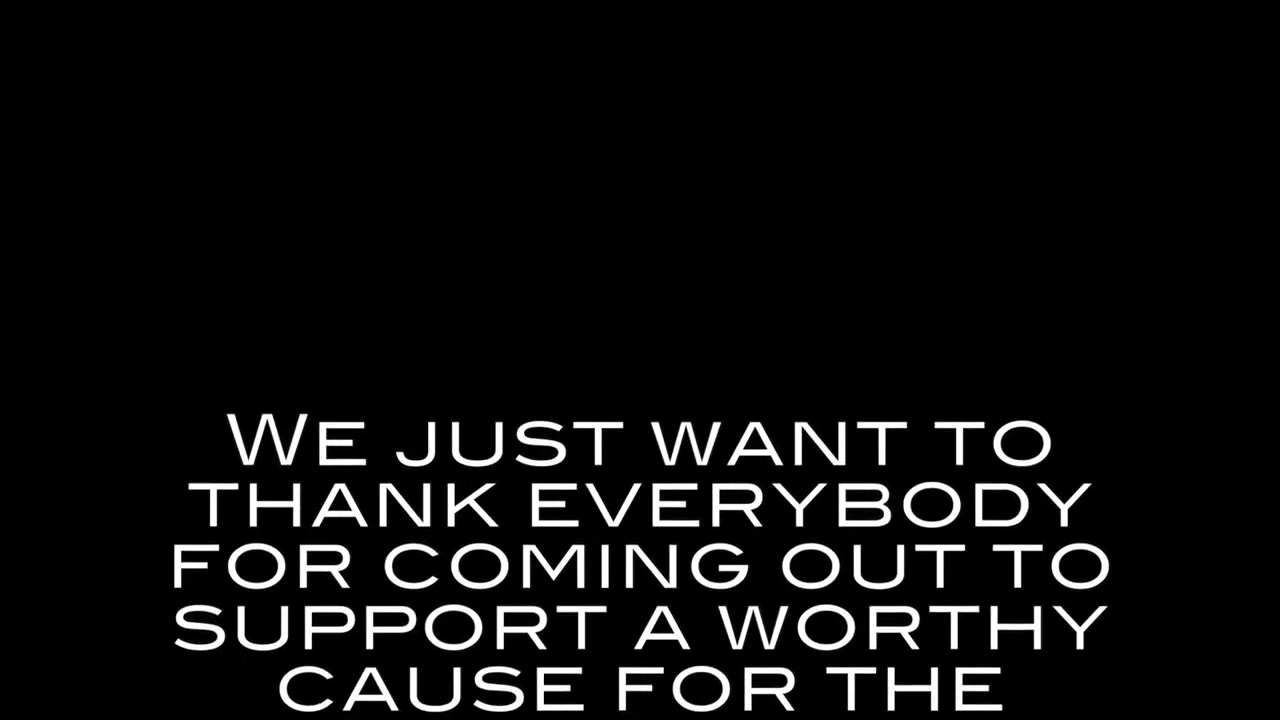 We just want to
thank everybody
for coming out to
support a worthy
cause for the